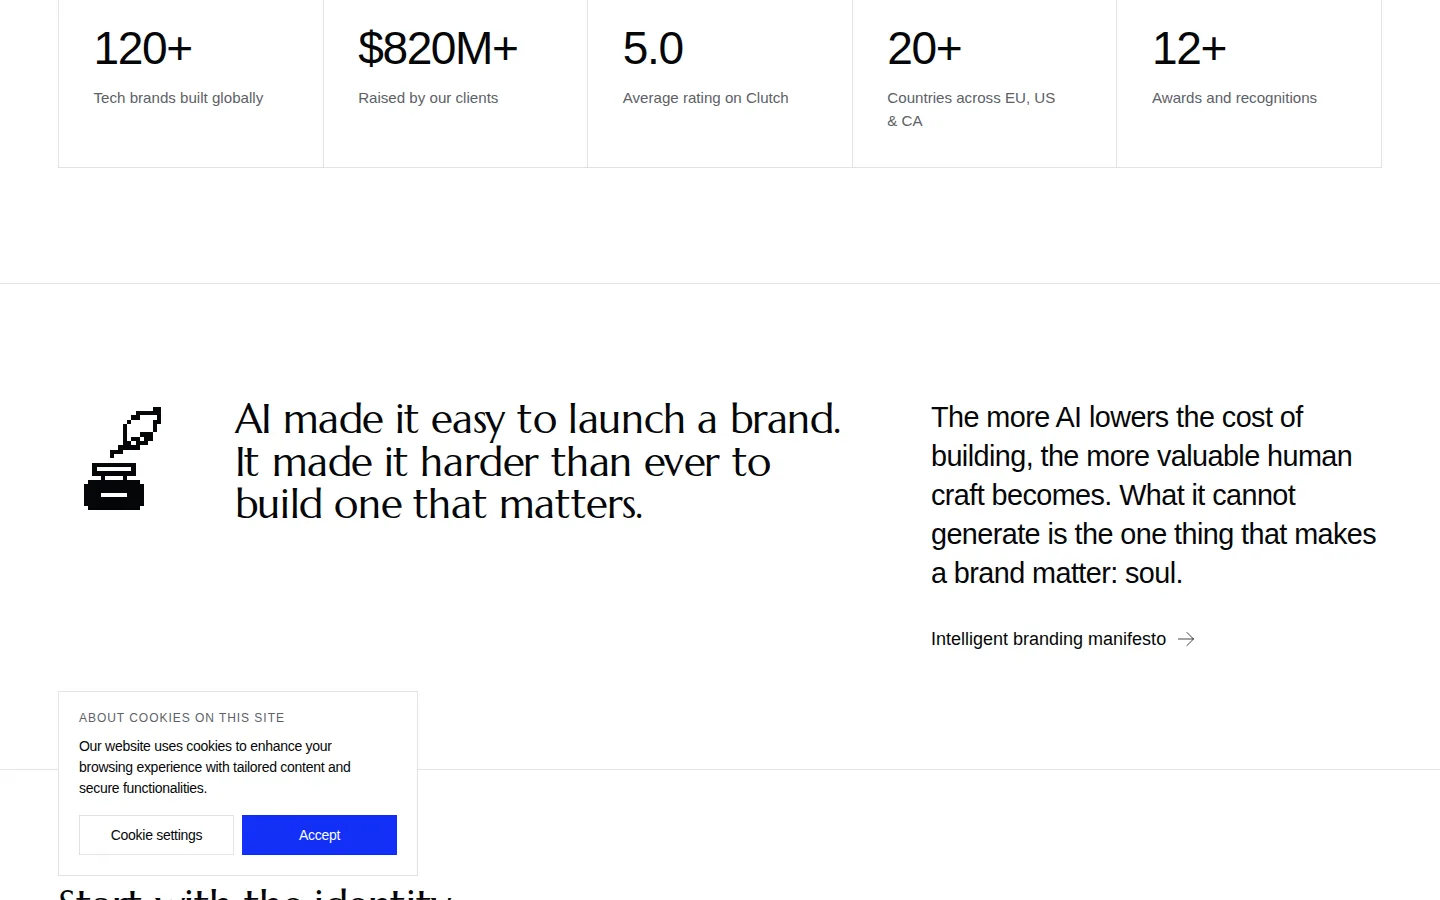 120+
Tech brands built globally
$820M+
Raised by our clients
5.0
Average rating on Clutch
20+
Countries across EU, US
& CA
12+
Awards and recognitions
AI made it easy to launch a brand.
It made it harder than ever to
build one that matters.
The more AI lowers the cost of
building, the more valuable human
craft becomes. What it cannot
generate is the one thing that makes
a brand matter: soul.
Intelligent branding manifesto
ABOUT COOKIES ON THIS SITE
Our website uses cookies to enhance your
browsing experience with tailored content and
secure functionalities.
Cookie settings
Accept
Start with the identity